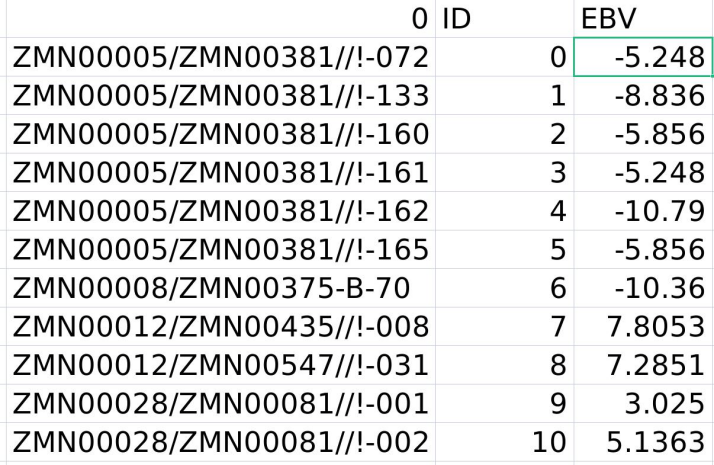 0 ID EBV
ZMN00005/ZMN00381//!-072 0 -5.248
ZMN00005/ZMN00381//!-133 1 -8.836
ZMN00005/ZMN00381//!-160 2 -5.856
ZMN00005/ZMN00381//!-161 3 -5.248
ZMN00005/ZMN00381//!-162 4 -10.79
ZMN00005/ZMN00381//!-165 5 -5.856
ZMN00008/ZMN00375-B-70 6 -10.36
ZMN00012/ZMN00435//!-008 7 7.8053
ZMN00012/ZMN00547//!-031 8 7.2851
ZMN00028/ZMN00081//!-001 9 3.025
ZMN00028/ZMN00081//!-002 10 5.1363